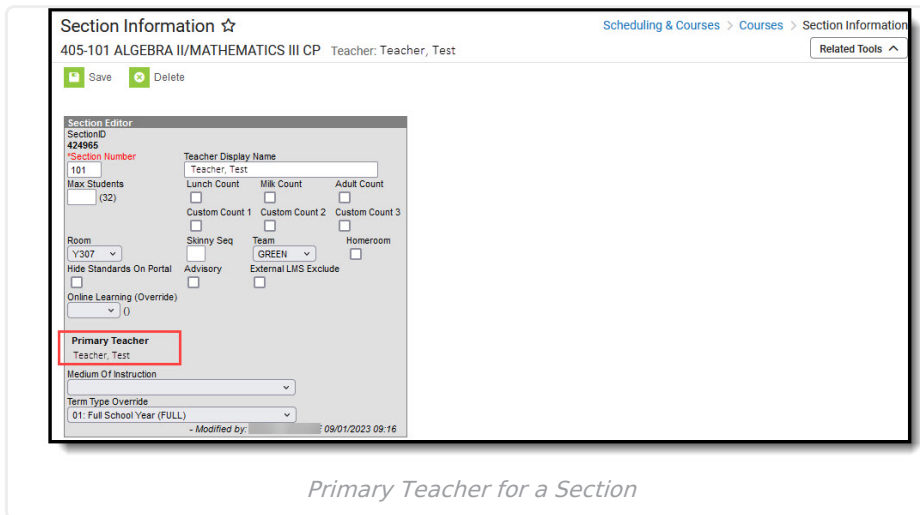 Section Information ☆
Scheduling & Courses > Courses > Section Information
405-101 ALGEBRA II/MATHEMATICS III CP Teacher: Teacher, Test
Related Tools
Save Delete
Section Editor
SectionID
424965
*Section Number Teacher Display Name
101 Teacher, Test
Max Students Lunch Count Milk Count Adult Count
(32)
Custom Count 1 Custom Count 2 Custom Count 3
Room Skinny Seq Team Homeroom
Y307 GREEN
Hide Standards On Portal Advisory External LMS Exclude
Online Learning (Override)
()
Primary Teacher
Teacher, Test
Medium Of Instruction
Term Type Override
01: Full School Year (FULL)
- Modified by: 09/01/2023 09:16
Primary Teacher for a Section